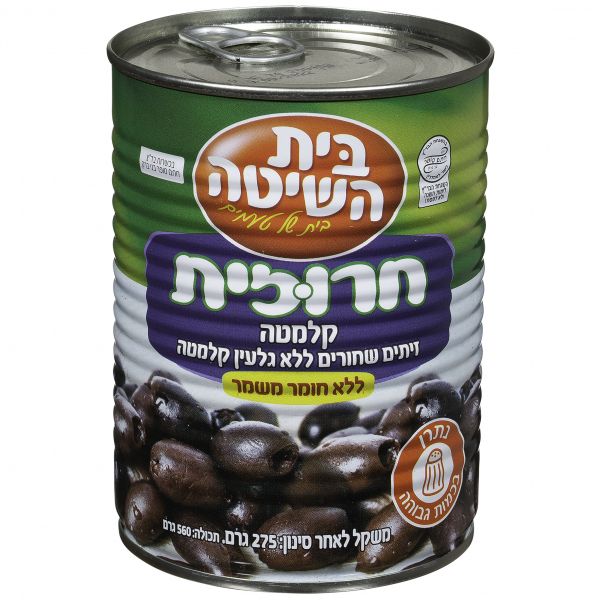 בית
השיטה
בית של טעמים
חרוזית
קלמטה
זיתים שחורים ללא גלעין קלמטה
ללא חומר משמר
נתרן
בכמות גבוהה
משקל לאחר סינון: 275 גרם. תכולה: 560 גרם